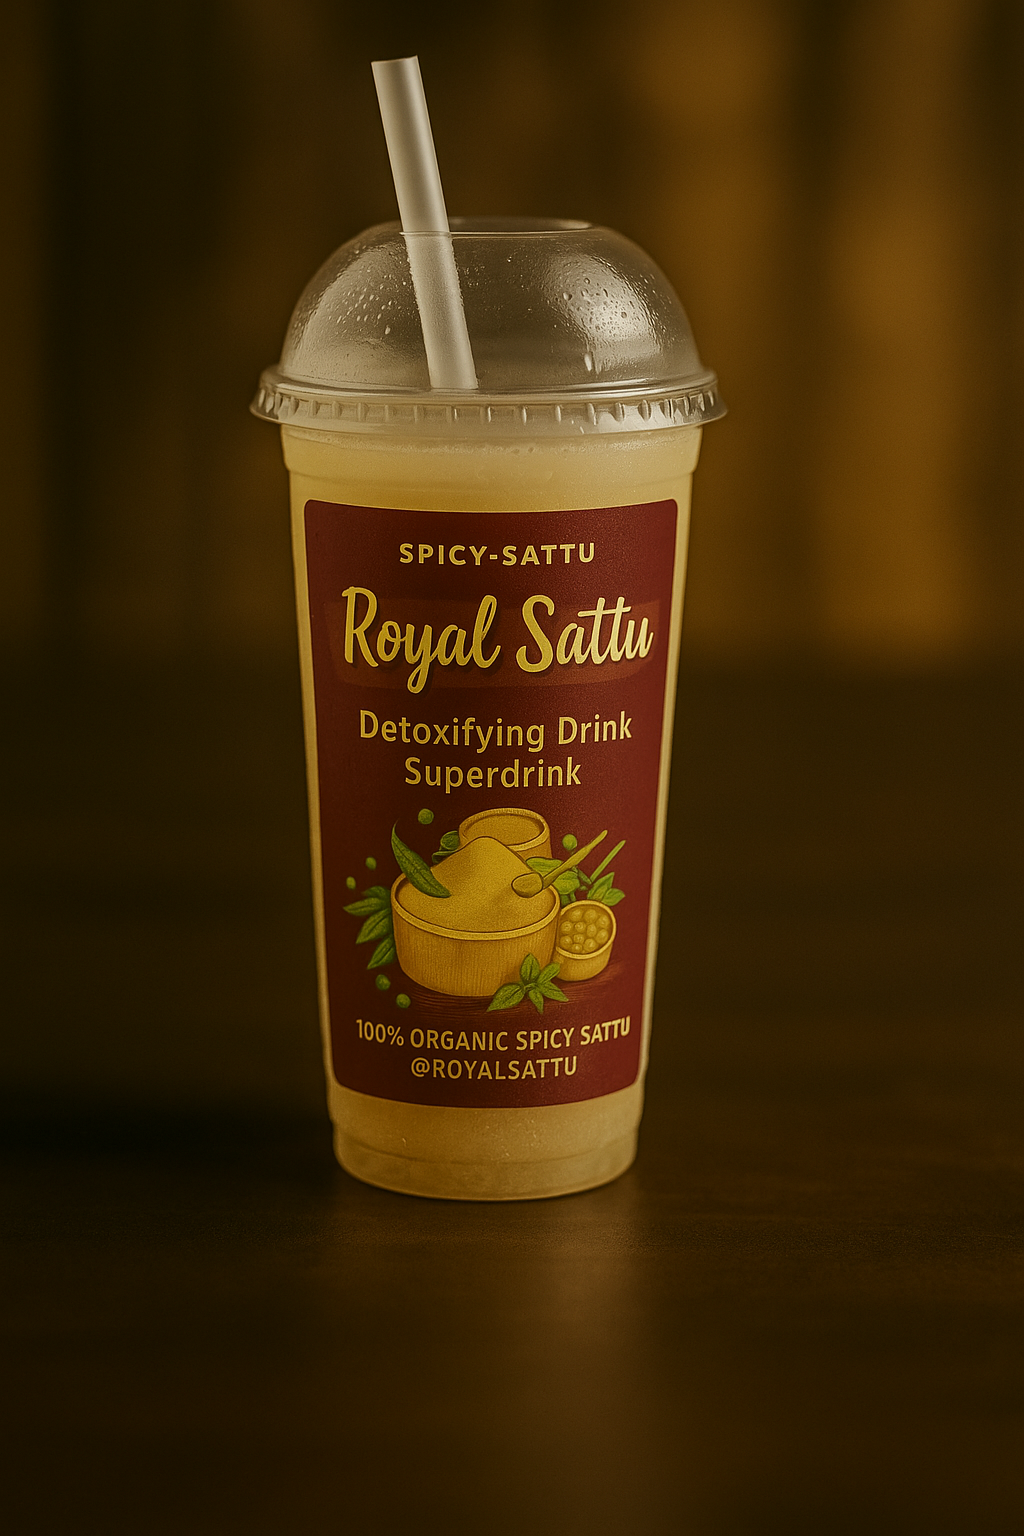 SPICY-SATTU
Royal Sattu
Detoxifying Drink
Superdrink
100% ORGANIC SPICY SATTU
@ROYALSATTU